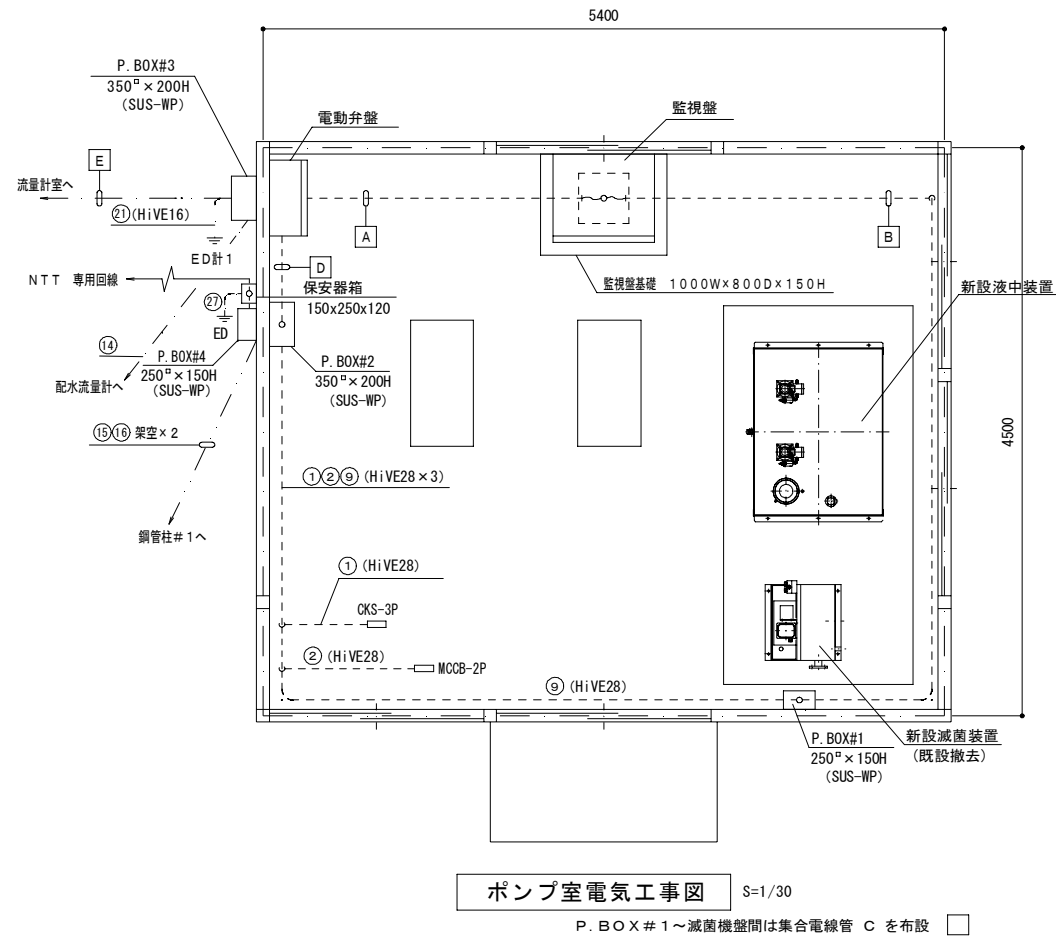 5400
P.BOX#3
350□×200H
(SUS-WP)
電動弁盤
監視盤
E
流量計室へ
㉑(HiVE16)
A
B
ED計1
D
NTT 専用回線
保安器箱
150x250x120
監視盤基礎 1000W×800D×150H
新設液中装置
㉗
ED
⑭
P.BOX#4
250□×150H
(SUS-WP)
P.BOX#2
350□×200H
(SUS-WP)
配水流量計へ
4500
⑮⑯ 架空×2
①②⑨ (HiVE28×3)
鋼管柱#1へ
① (HiVE28)
CKS-3P
② (HiVE28)
MCCB-2P
⑨ (HiVE28)
P.BOX#1
250□×150H
(SUS-WP)
新設滅菌装置
(既設撤去)
ポンプ室電気工事図 S=1/30
P.BOX#1~滅菌機盤間は集合電線管 C を布設